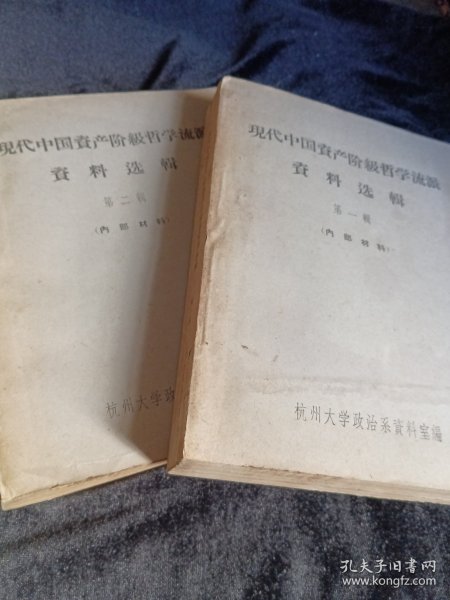 現代中国資产阶級哲学流派
資料选輯
第二輯
(内部材料)
杭州大学政
現代中国資产阶級哲学流派
資料选輯
第一輯
(内部材料)
杭州大学政治系資料室編
孔夫子旧书网
www.kongfz.com